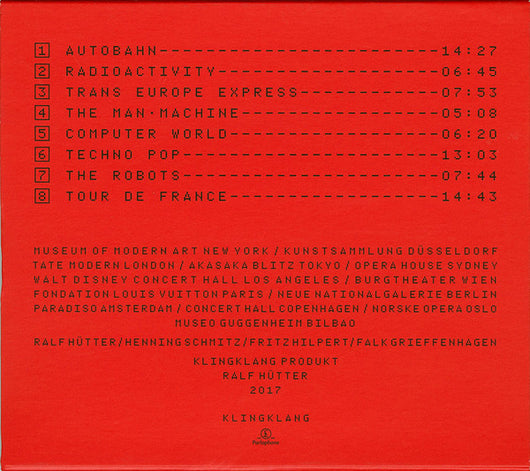 1 AUTOBAHN------------------------14:27
2 RADIOACTIVITY-------------------06:45
3 TRANS EUROPE EXPRESS------------07:53
4 THE MAN·MACHINE-----------------05:08
5 COMPUTER WORLD------------------06:20
6 TECHNO POP----------------------13:03
7 THE ROBOTS----------------------07:44
8 TOUR DE FRANCE------------------14:43
MUSEUM OF MODERN ART NEW YORK / KUNSTSAMMLUNG DÜSSELDORF
TATE MODERN LONDON / AKASAKA BLITZ TOKYO / OPERA HOUSE SYDNEY
WALT DISNEY CONCERT HALL LOS ANGELES / BURGTHEATER WIEN
FONDATION LOUIS VUITTON PARIS / NEUE NATIONALGALERIE BERLIN
PARADISO AMSTERDAM / CONCERT HALL COPENHAGEN / NORSKE OPERA OSLO
MUSEO GUGGENHEIM BILBAO
RALF HÜTTER/HENNING SCHMITZ/FRITZ HILPERT/FALK GRIEFFENHAGEN
KLINGKLANG PRODUKT
RALF HÜTTER
2017
KLINGKLANG
Parlophone